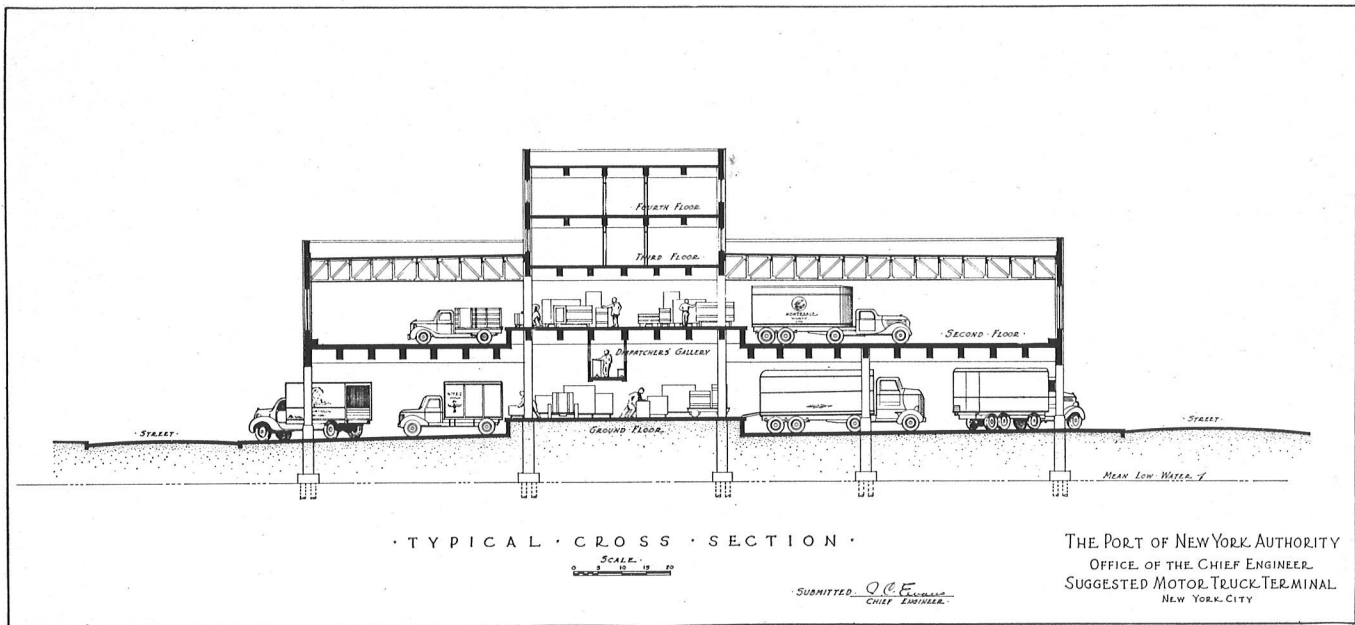 · FOURTH FLOOR
THIRD FLOOR ·
· SECOND · FLOOR ·
DISPATCHERS' GALLERY
· STREET ·
GROUND FLOOR
STREET ·
MEAN LOW WATER
· TYPICAL · CROSS · SECTION ·
SCALE ·
0 5 10 15 20
· SUBMITTED
CHIEF ENGINEER ·
THE PORT OF NEW YORK AUTHORITY
OFFICE OF THE CHIEF ENGINEER
SUGGESTED MOTOR TRUCK TERMINAL
NEW YORK CITY